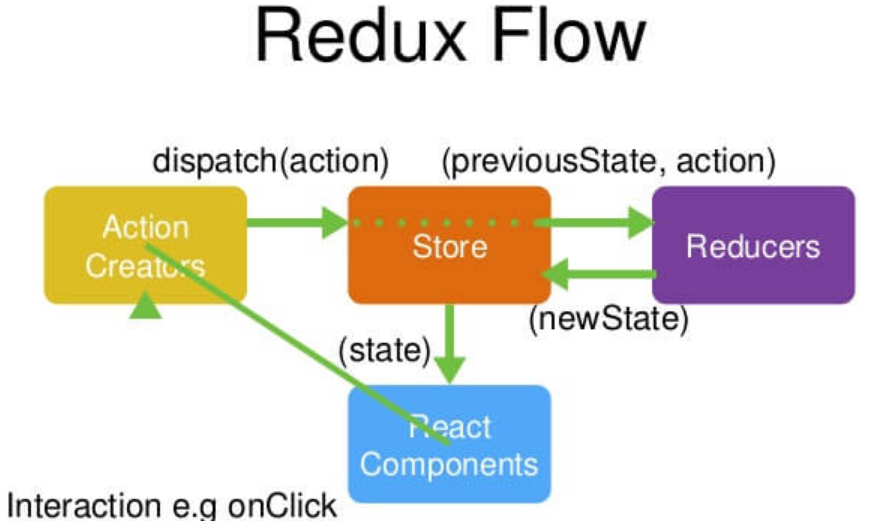 Redux Flow
dispatch(action)
(previousState, action)
Action
Creators
Store
Reducers
(newState)
(state)
React
Components
Interaction e.g onClick